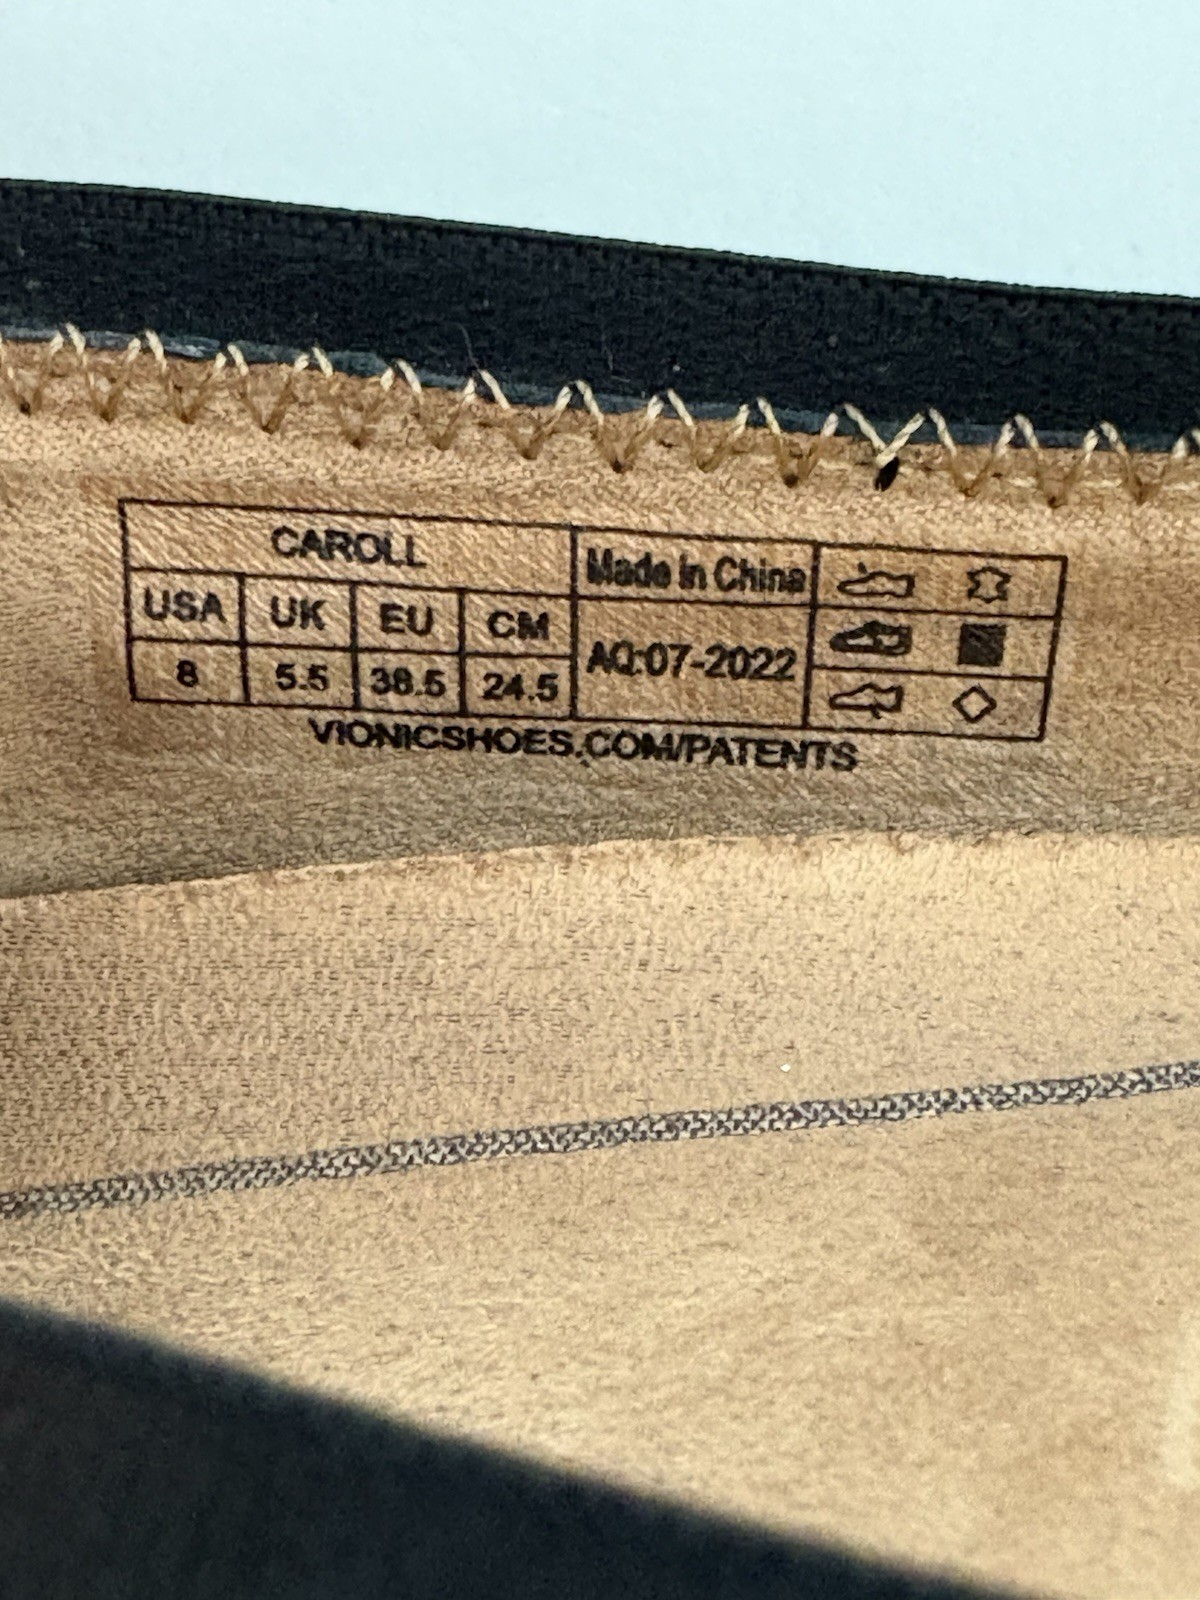 CAROLL
Made in China
USA UK EU CM
AQ:07-2022
8 5.5 38.5 24.5
VIONICSHOES.COM/PATENTS